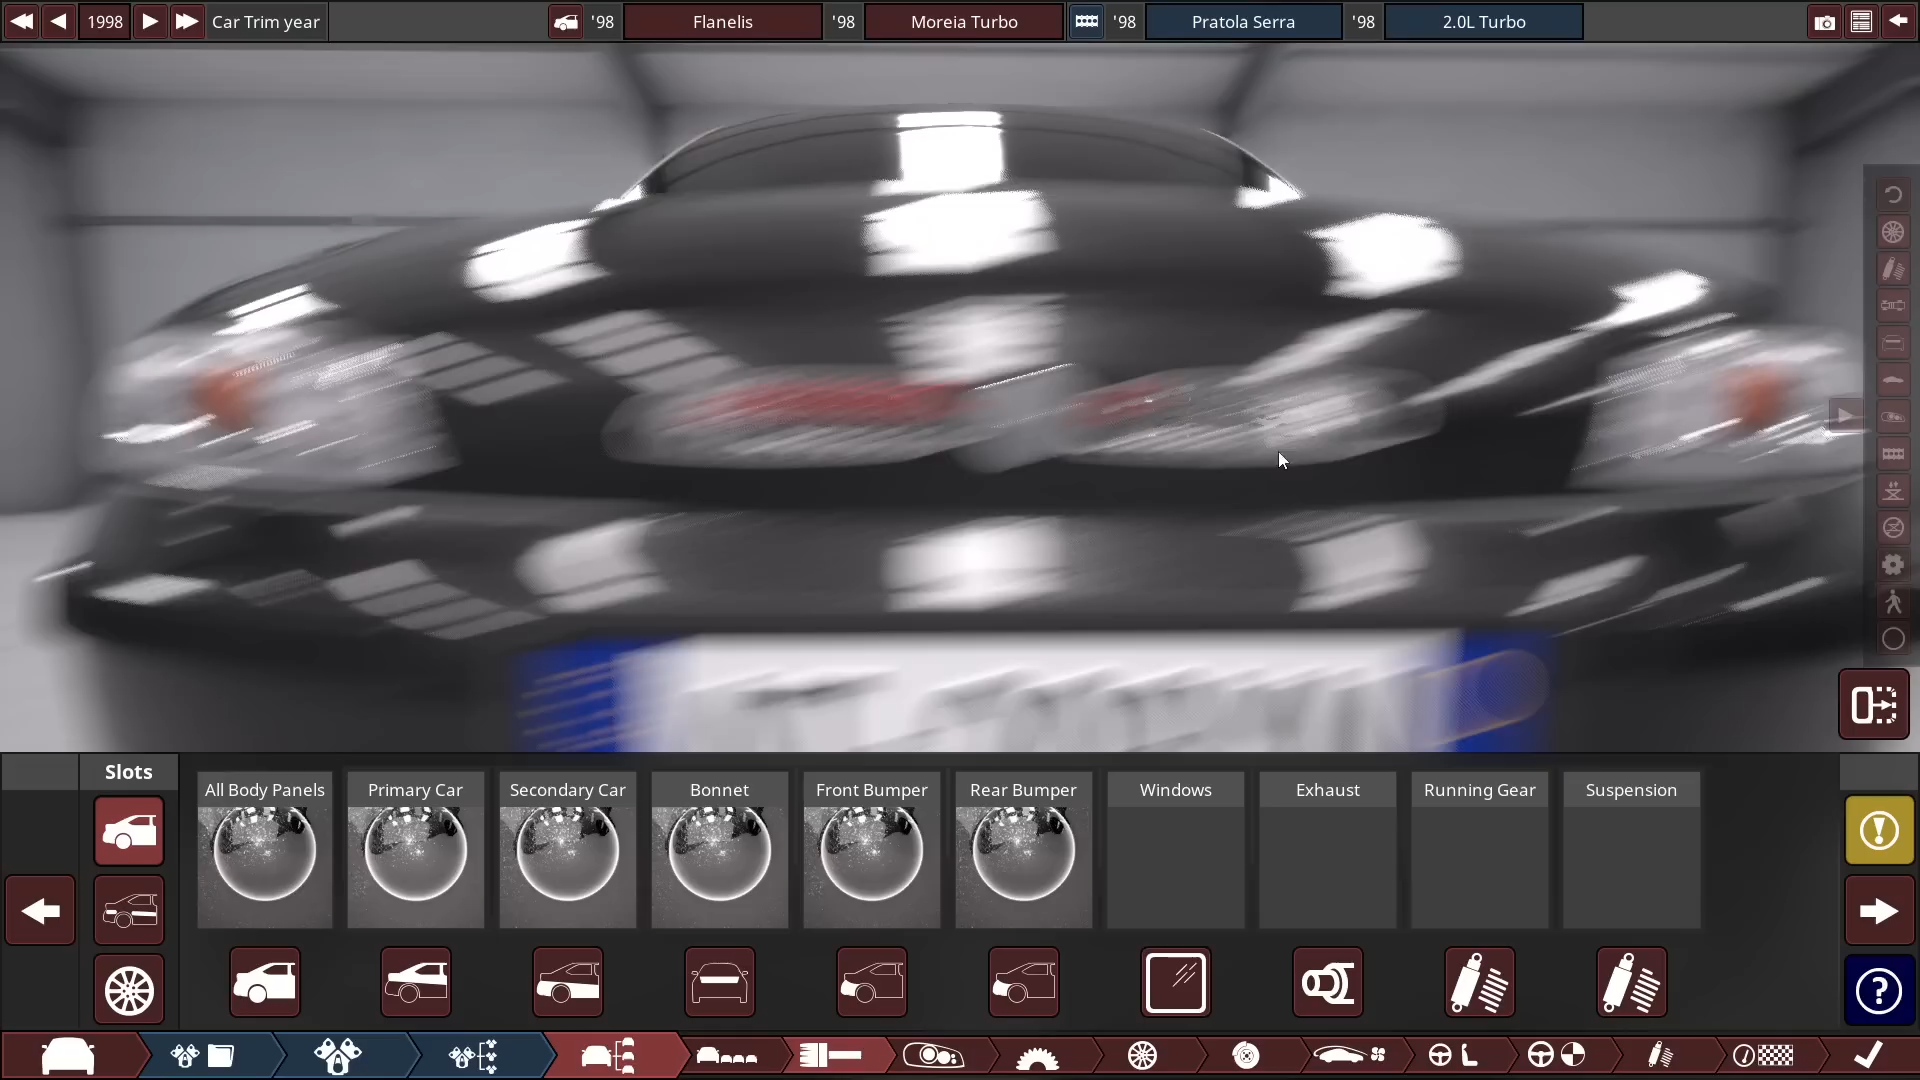 1998 Car Trim year '98 Flanelis '98 Moreia Turbo '98 Pratola Serra '98 2.0L Turbo
Slots
All Body Panels Primary Car Secondary Car Bonnet Front Bumper Rear Bumper Windows Exhaust Running Gear Suspension